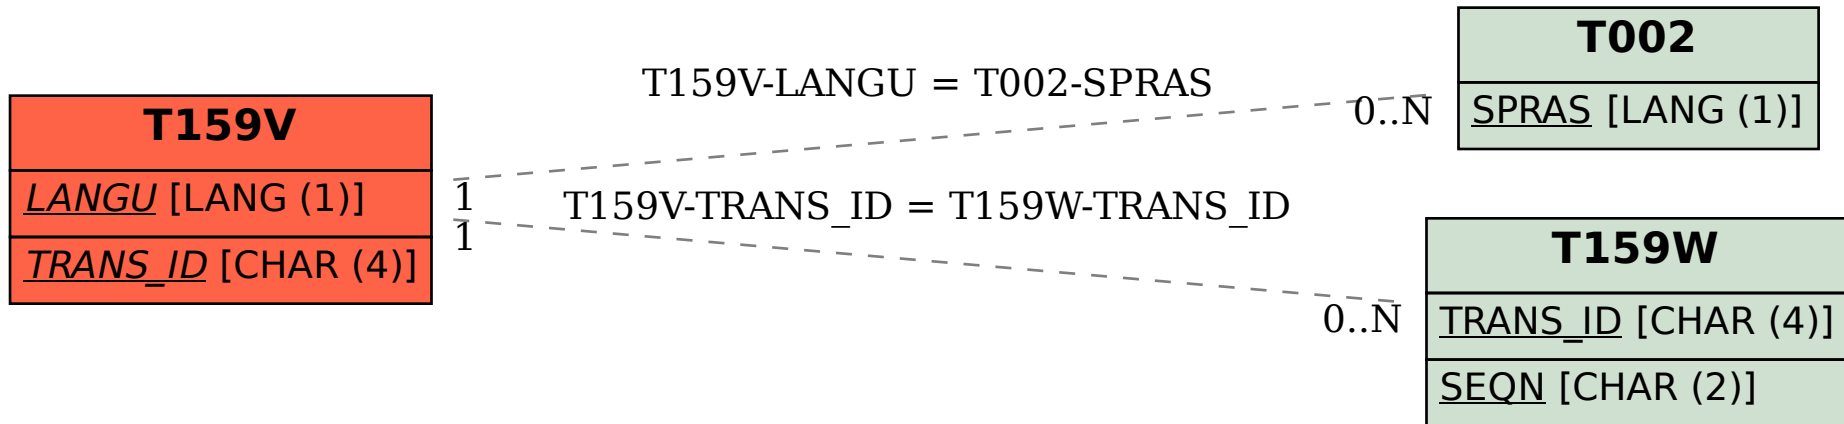 T159V
LANGU [LANG (1)]
TRANS_ID [CHAR (4)]
T159V-LANGU = T002-SPRAS
1
0..N
T159V-TRANS_ID = T159W-TRANS_ID
1
0..N
T002
SPRAS [LANG (1)]
T159W
TRANS_ID [CHAR (4)]
SEQN [CHAR (2)]